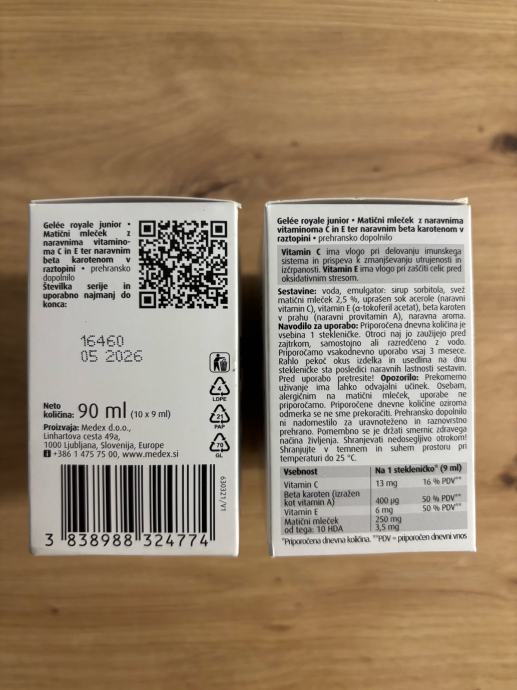 Gelée royale junior •
Matični mleček z
naravnima vitamino-
ma C in E ter naravnim
beta karotenom v
raztopini • prehransko
dopolnilo
Številka serije in
uporabno najmanj do
konca:
16460
05 2026
4
LDPE
21
PAP
70
GL
Neto
količina: 90 ml (10 x 9 ml)
Proizvaja: Medex d.o.o.,
Linhartova cesta 49a,
1000 Ljubljana, Slovenija, Europe
+386 1 475 75 00, www.medex.si
630321/V1
3 838988 324774
Gelée royale junior • Matični mleček z naravnima
vitaminoma C in E ter naravnim beta karotenom v
raztopini • prehransko dopolnilo
Vitamin C ima vlogo pri delovanju imunskega
sistema in prispeva k zmanjševanju utrujenosti in
izčrpanosti. Vitamin E ima vlogo pri zaščiti celic pred
oksidativnim stresom.
Sestavine: voda, emulgator: sirup sorbitola, svež
matični mleček 2,5 %, uprašen sok acerole (naravni
vitamin C), vitamin E (α-tokoferil acetat), beta karoten
v prahu (naravni provitamin A), naravna aroma.
Navodilo za uporabo: Priporočena dnevna količina je
vsebina 1 stekleničke. Otroci naj jo zaužijejo pred
zajtrkom, samostojno ali razredčeno z vodo.
Priporočamo vsakodnevno uporabo vsaj 3 mesece.
Rahlo pekoč okus izdelka in usedlina na dnu
stekleničke sta posledici naravnih lastnosti sestavin.
Pred uporabo pretresite! Opozorilo: Prekomerno
uživanje ima lahko odvajalni učinek. Osebam,
alergičnim na matični mleček, uporabe ne
priporočamo. Priporočene dnevne količine oziroma
odmerka se ne sme prekoračiti. Prehransko dopolnilo
ni nadomestilo za uravnoteženo in raznovrstno
prehrano. Pomembno se je držati smernic zdravega
načina življenja. Shranjevati nedosegljivo otrokom!
Shranjujte v temnem in suhem prostoru pri
temperaturi do 25 °C.
Vsebnost Na 1 stekleničko* (9 ml)
Vitamin C 13 mg 16 % PDV**
Beta karoten (izražen
kot vitamin A) 400 µg 50 % PDV**
Vitamin E 6 mg 50 % PDV**
Matični mleček 250 mg
od tega: 10 HDA 3,5 mg
*Priporočena dnevna količina. **PDV = priporočen dnevni vnos